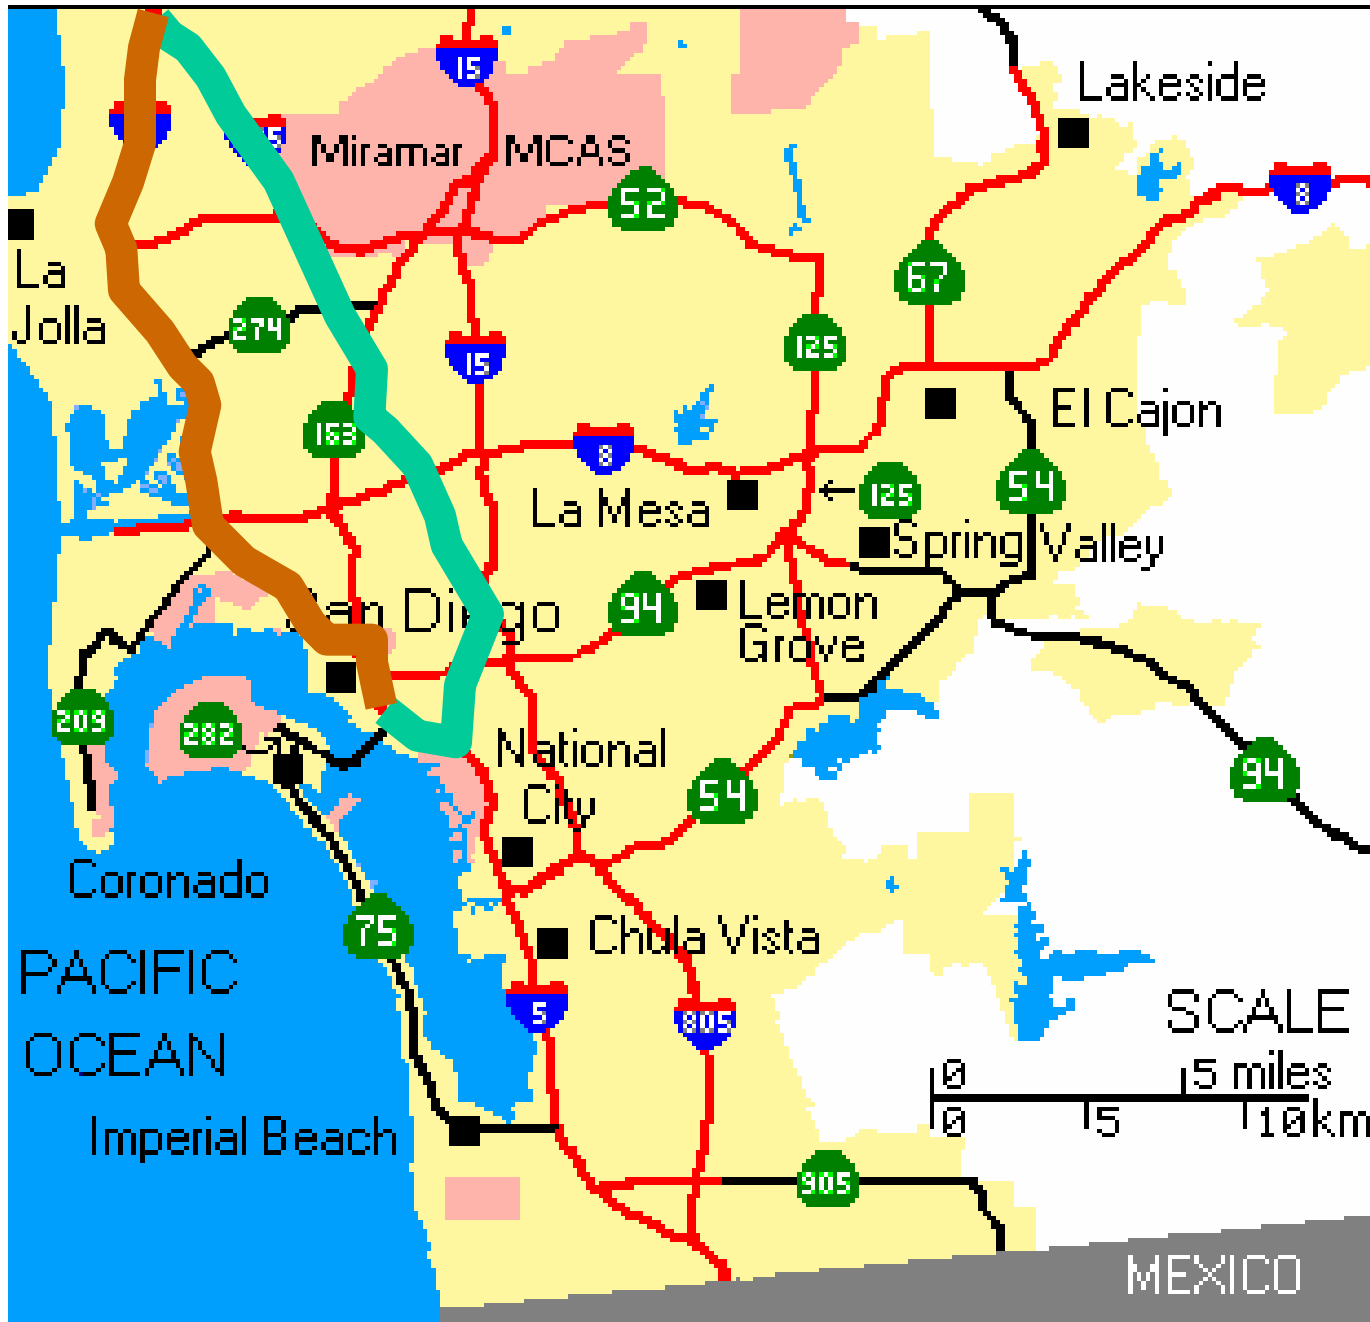 15
Lakeside
Miramar MCAS
8
52
La
Jolla
67
274
125
15
El Cajon
163
8
54
La Mesa
125
Spring Valley
94
Lemon
Grove
San Diego
209
282
National
City
54
94
Coronado
75
Chula Vista
PACIFIC
OCEAN
5
805
SCALE
0 5 miles
0 5 10km
Imperial Beach
905
MEXICO